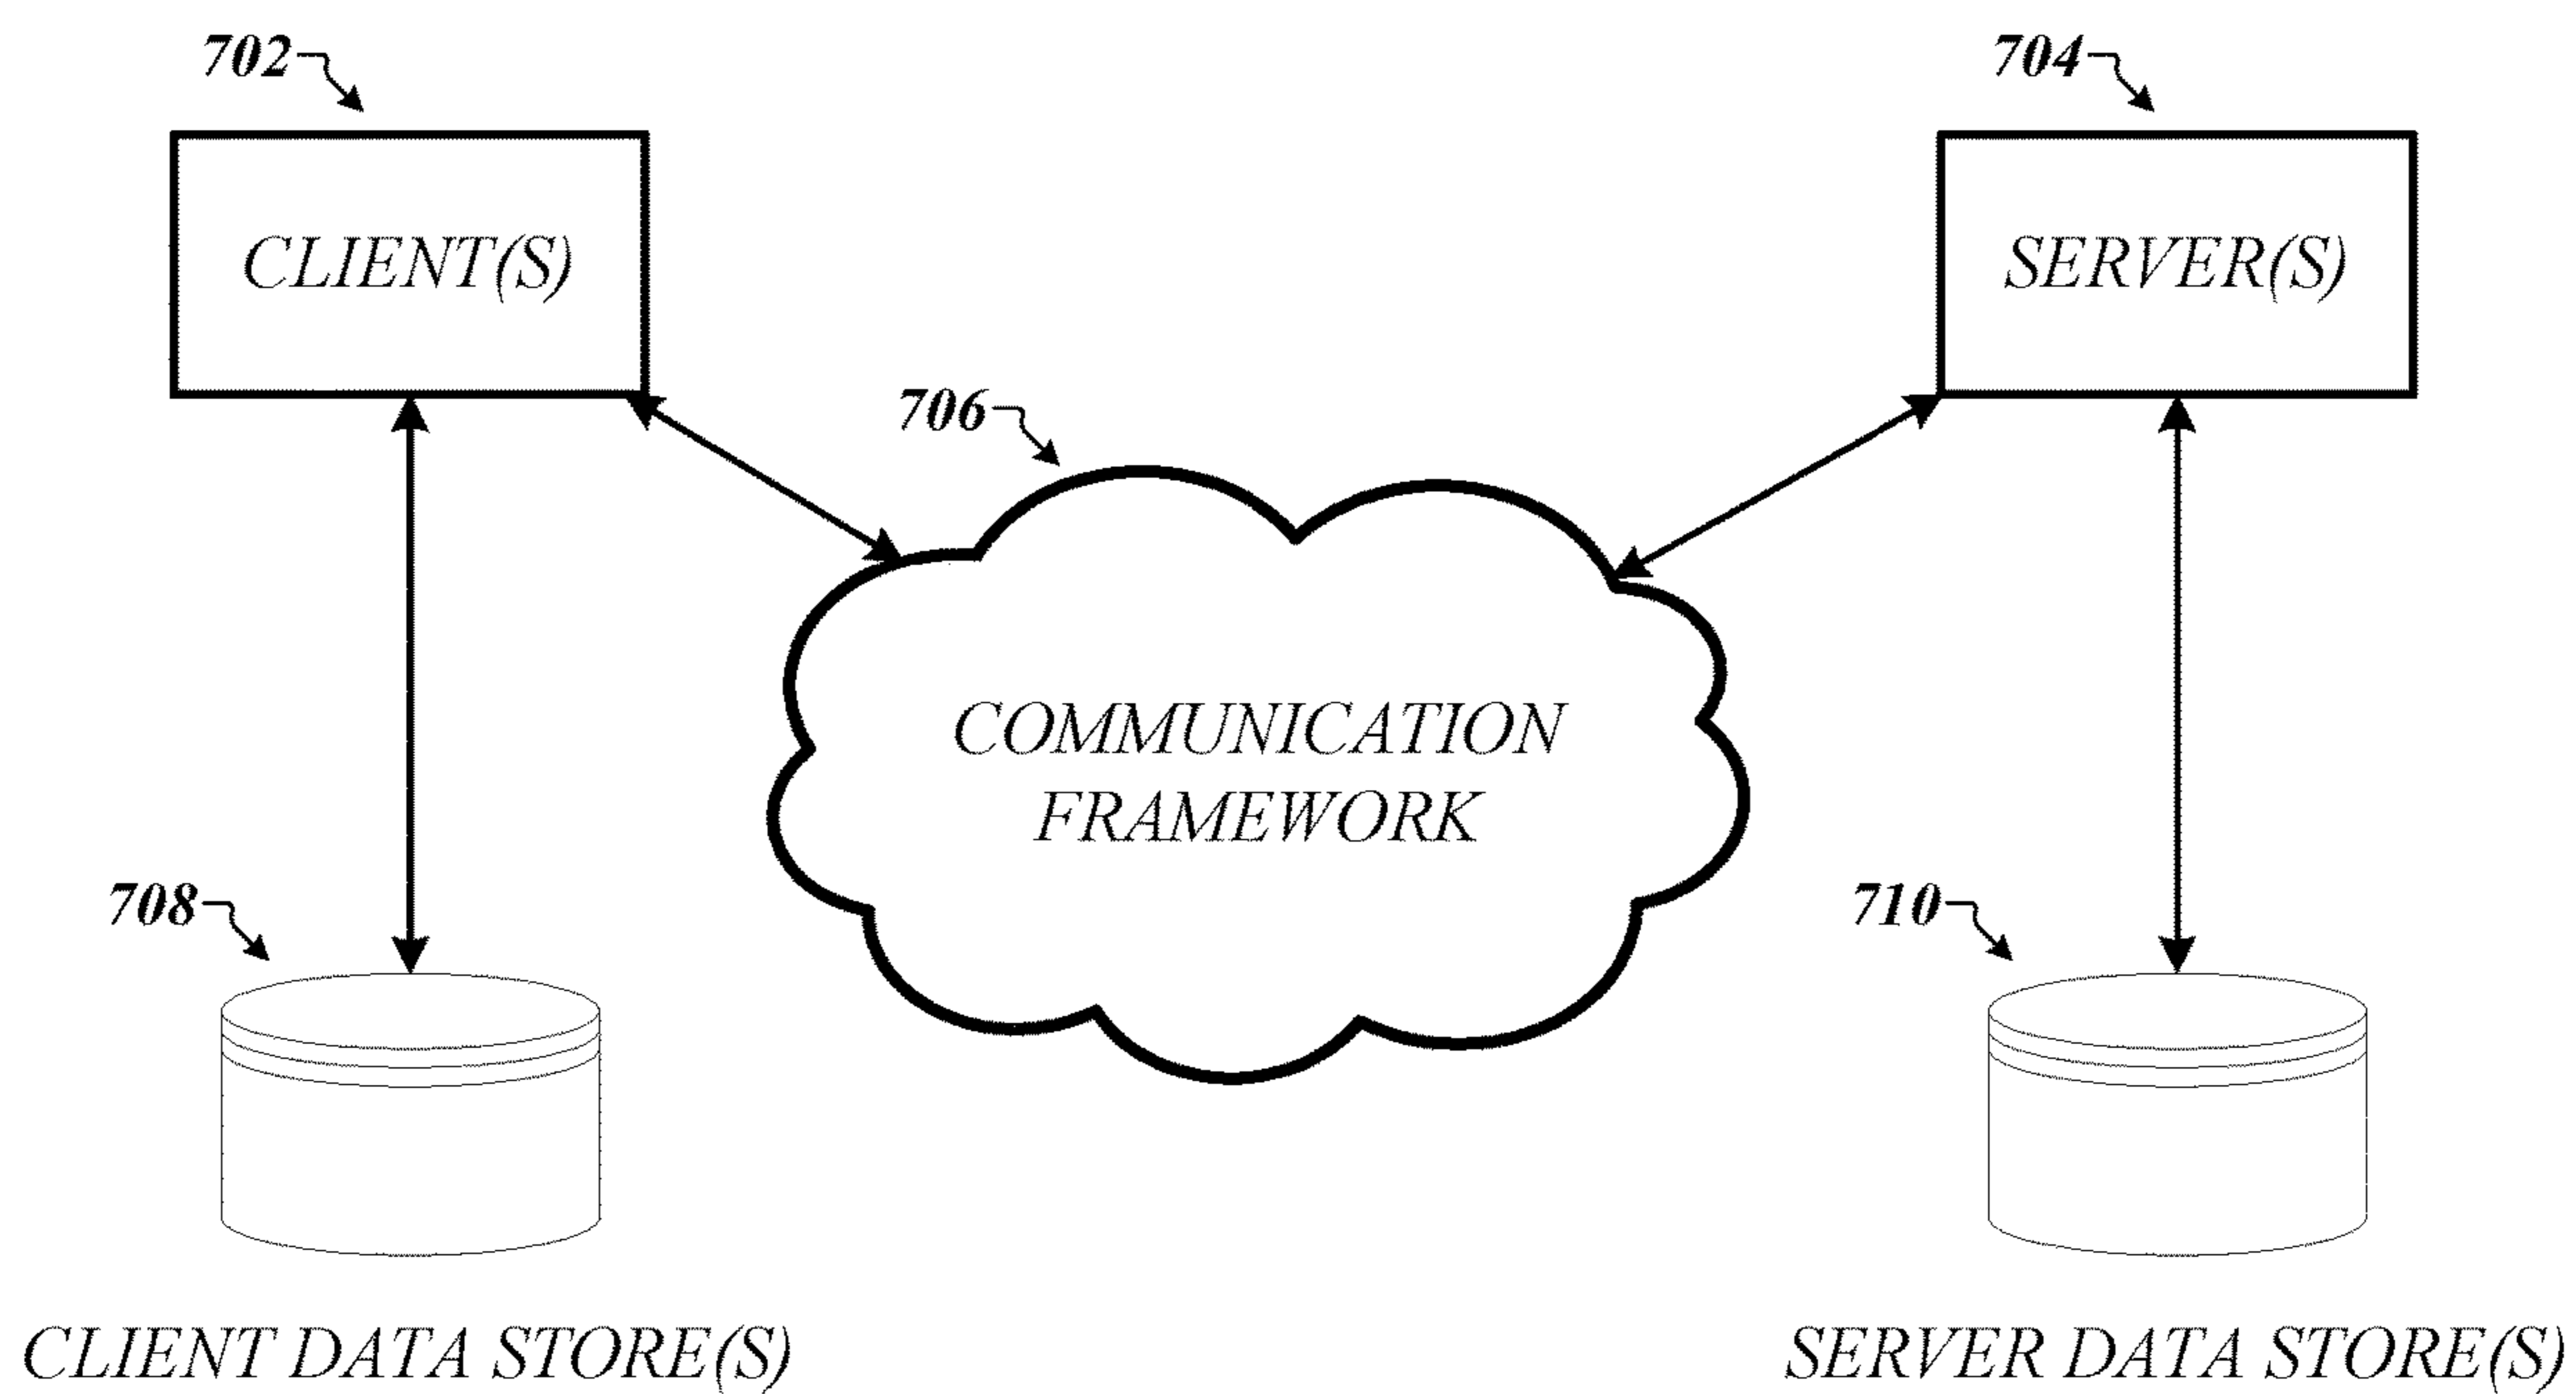 702
704
CLIENT(S)
SERVER(S)
706
COMMUNICATION
FRAMEWORK
708
710
CLIENT DATA STORE(S)
SERVER DATA STORE(S)